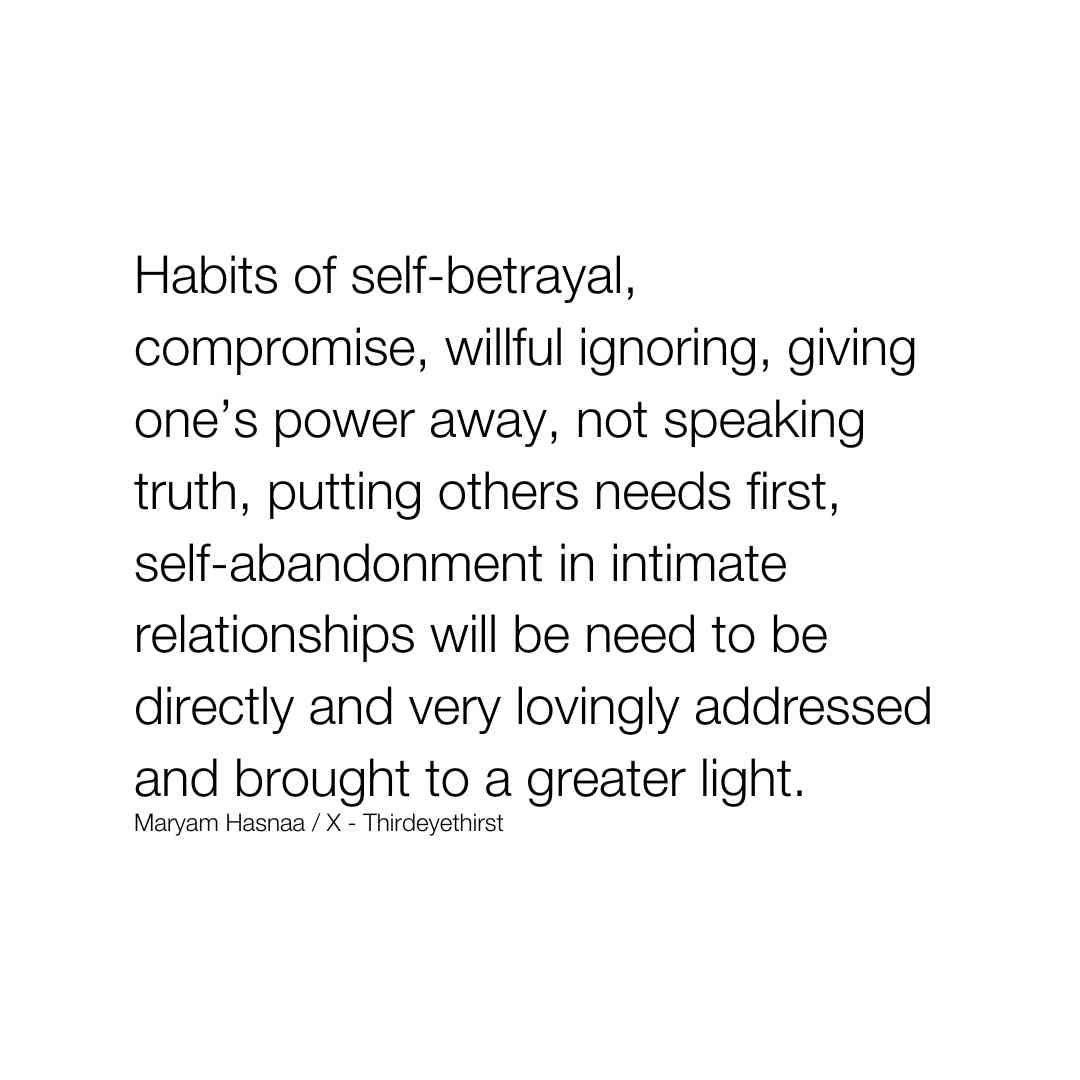 Habits of self-betrayal,
compromise, willful ignoring, giving
one’s power away, not speaking
truth, putting others needs first,
self-abandonment in intimate
relationships will be need to be
directly and very lovingly addressed
and brought to a greater light.
Maryam Hasnaa / X - Thirdeyethirst